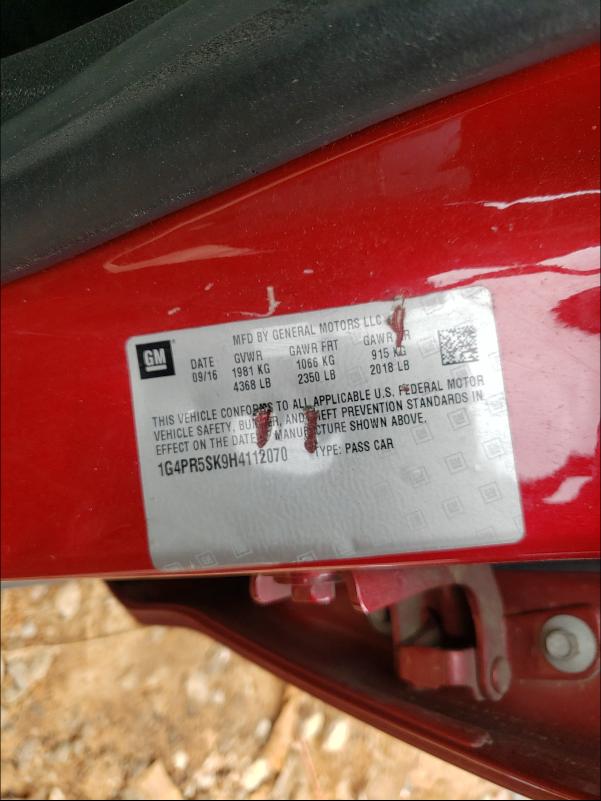 GM
MFD BY GENERAL MOTORS LLC
DATE GVWR GAWR FRT GAWR RR
09/16 1981 KG 1066 KG 915 KG
4368 LB 2350 LB 2018 LB
THIS VEHICLE CONFORMS TO ALL APPLICABLE U.S. FEDERAL MOTOR
VEHICLE SAFETY, BUMPER, AND THEFT PREVENTION STANDARDS IN
EFFECT ON THE DATE OF MANUFACTURE SHOWN ABOVE.
1G4PR5SK9H4112070 TYPE: PASS CAR